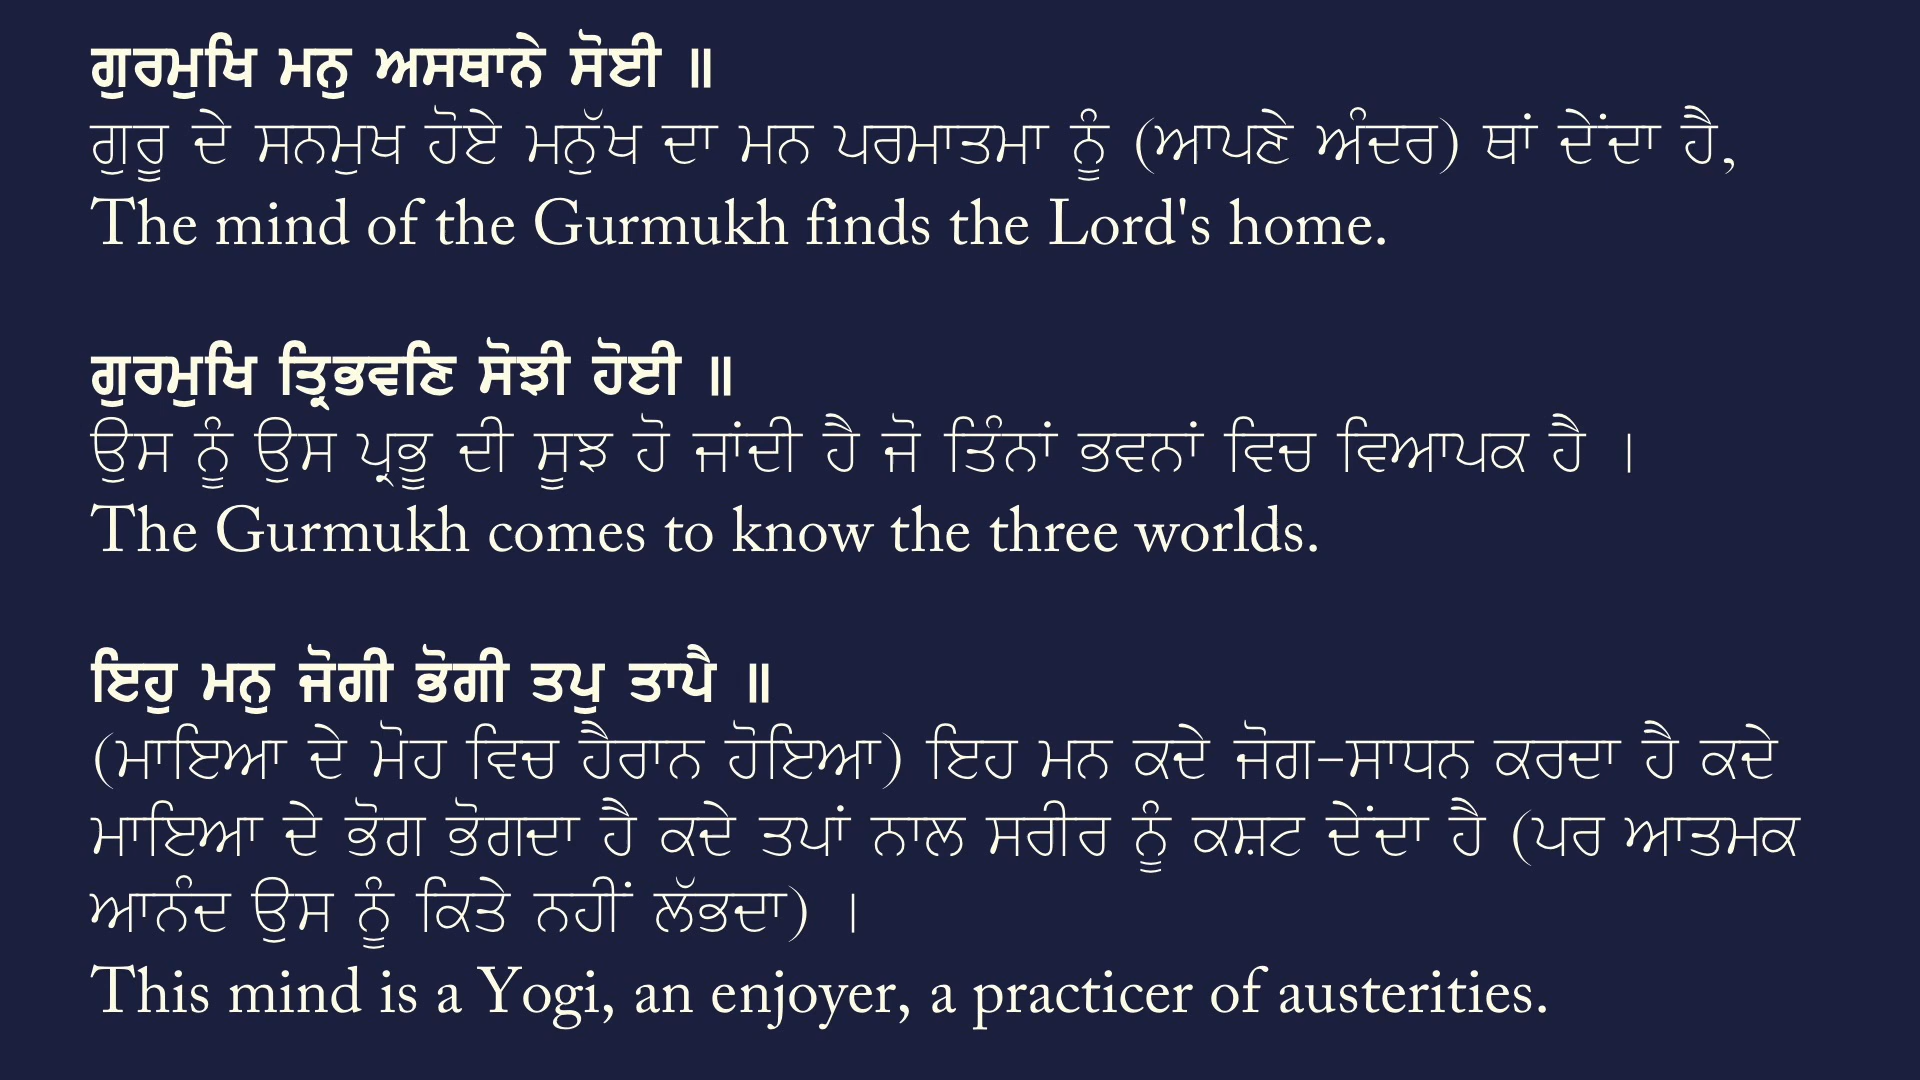 ਗੁਰਮੁਖਿ ਮਨੁ ਅਸਥਾਨੇ ਸੋਈ ॥
ਗੁਰੂ ਦੇ ਸਨਮੁਖ ਹੋਏ ਮਨੁੱਖ ਦਾ ਮਨ ਪਰਮਾਤਮਾ ਨੂੰ (ਆਪਣੇ ਅੰਦਰ) ਥਾਂ ਦੇਂਦਾ ਹੈ,
The mind of the Gurmukh finds the Lord's home.
ਗੁਰਮੁਖਿ ਤ੍ਰਿਭਵਣਿ ਸੋਝੀ ਹੋਈ ॥
ਉਸ ਨੂੰ ਉਸ ਪ੍ਰਭੂ ਦੀ ਸੂਝ ਹੋ ਜਾਂਦੀ ਹੈ ਜੋ ਤਿੰਨਾਂ ਭਵਨਾਂ ਵਿਚ ਵਿਆਪਕ ਹੈ ।
The Gurmukh comes to know the three worlds.
ਇਹੁ ਮਨੁ ਜੋਗੀ ਭੋਗੀ ਤਪੁ ਤਾਪੈ ॥
(ਮਾਇਆ ਦੇ ਮੋਹ ਵਿਚ ਹੈਰਾਨ ਹੋਇਆ) ਇਹ ਮਨ ਕਦੇ ਜੋਗ-ਸਾਧਨ ਕਰਦਾ ਹੈ ਕਦੇ
ਮਾਇਆ ਦੇ ਭੋਗ ਭੋਗਦਾ ਹੈ ਕਦੇ ਤਪਾਂ ਨਾਲ ਸਰੀਰ ਨੂੰ ਕਸ਼ਟ ਦੇਂਦਾ ਹੈ (ਪਰ ਆਤਮਕ
ਆਨੰਦ ਉਸ ਨੂੰ ਕਿਤੇ ਨਹੀਂ ਲੱਭਦਾ) ।
This mind is a Yogi, an enjoyer, a practicer of austerities.